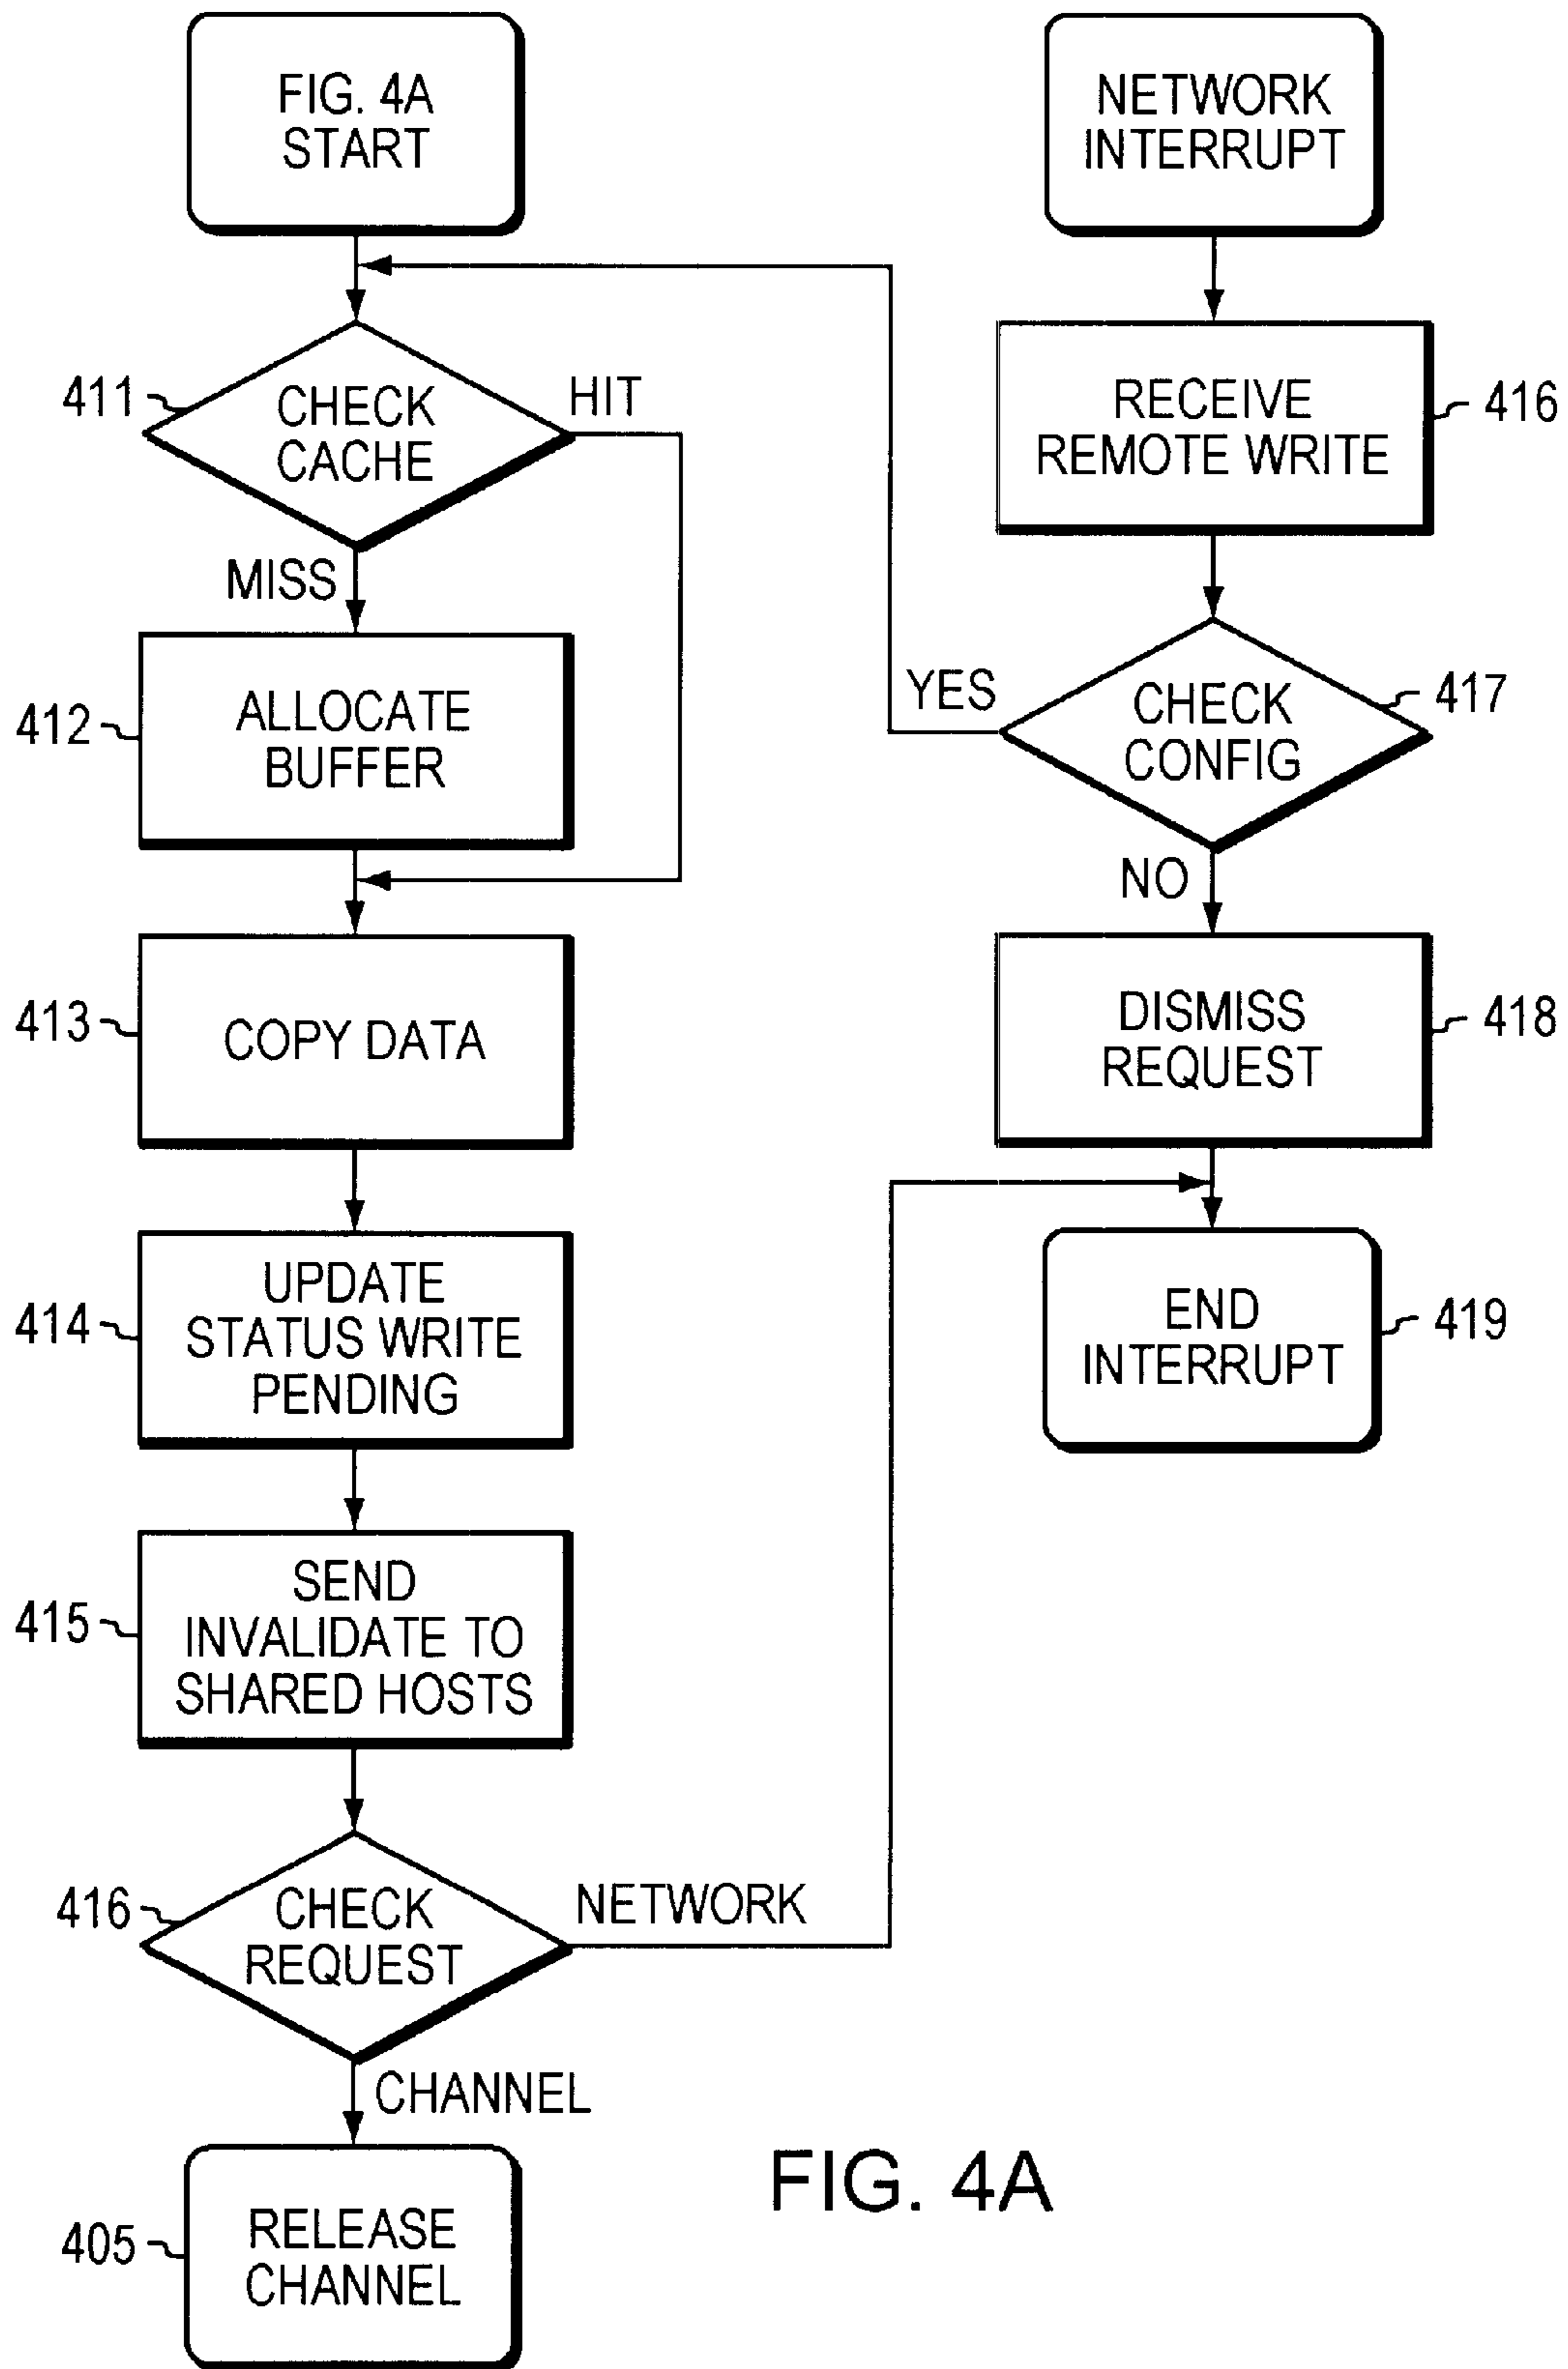 FIG. 4A
START
411
CHECK
CACHE
HIT
MISS
412
ALLOCATE
BUFFER
413
COPY DATA
414
UPDATE
STATUS WRITE
PENDING
415
SEND
INVALIDATE TO
SHARED HOSTS
416
CHECK
REQUEST
NETWORK
CHANNEL
405
RELEASE
CHANNEL
NETWORK
INTERRUPT
RECEIVE
REMOTE WRITE
416
YES
CHECK
CONFIG
417
NO
DISMISS
REQUEST
418
END
INTERRUPT
419
FIG. 4A